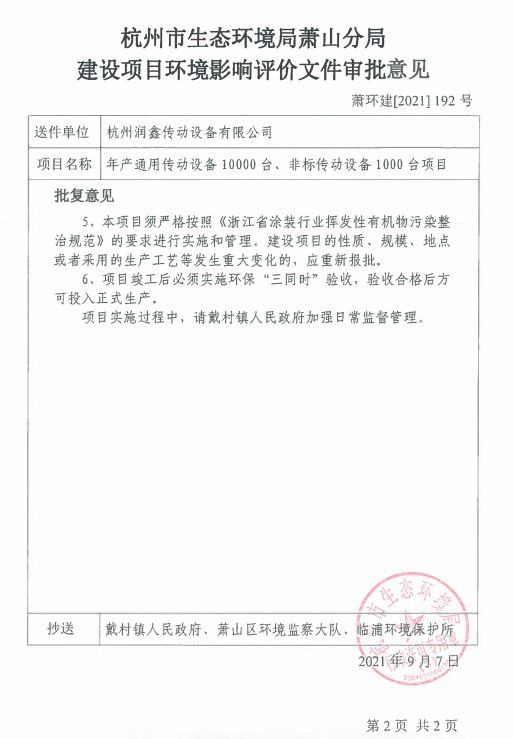 杭州市生态环境局萧山分局
建设项目环境影响评价文件审批意见
萧环建[2021] 192 号
送件单位 杭州润鑫传动设备有限公司
项目名称 年产通用传动设备 10000 台、非标传动设备 1000 台项目
批复意见
5、本项目须严格按照《浙江省涂装行业挥发性有机物污染整
治规范》的要求进行实施和管理。建设项目的性质、规模、地点
或者采用的生产工艺等发生重大变化的，应重新报批。
6、项目竣工后必须实施环保“三同时”验收，验收合格后方
可投入正式生产。
项目实施过程中，请戴村镇人民政府加强日常监督管理。
抄送 戴村镇人民政府、萧山区环境监察大队、临浦环境保护所
市生态环境局
2021 年 9 月 7 日
第 2 页 共 2 页